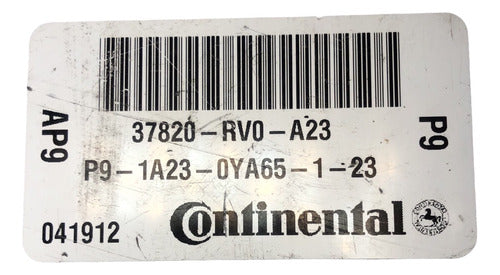 37820-RV0-A23
P9-1A23-0YA65-1-23
AP9
P9
041912
Continental